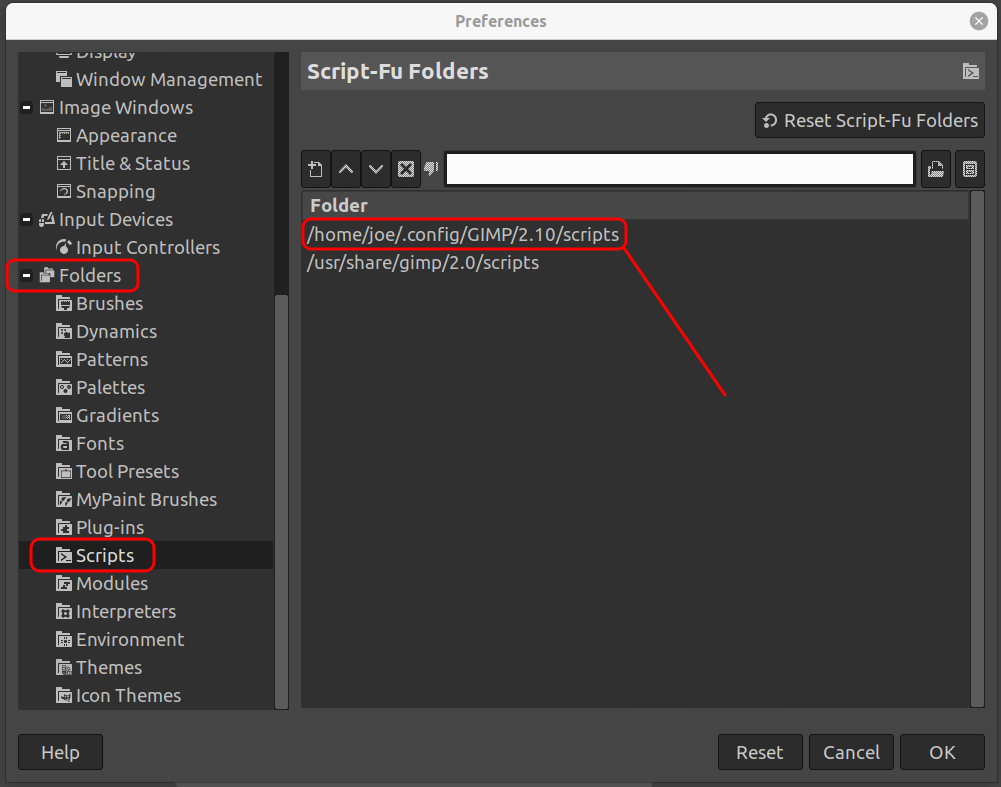 Preferences
Display
Window Management
Image Windows
Appearance
Title & Status
Snapping
Input Devices
Input Controllers
Folders
Brushes
Dynamics
Patterns
Palettes
Gradients
Fonts
Tool Presets
MyPaint Brushes
Plug-ins
Scripts
Modules
Interpreters
Environment
Themes
Icon Themes
Script-Fu Folders
Reset Script-Fu Folders
Folder
/home/joe/.config/GIMP/2.10/scripts
/usr/share/gimp/2.0/scripts
Help
Reset
Cancel
OK